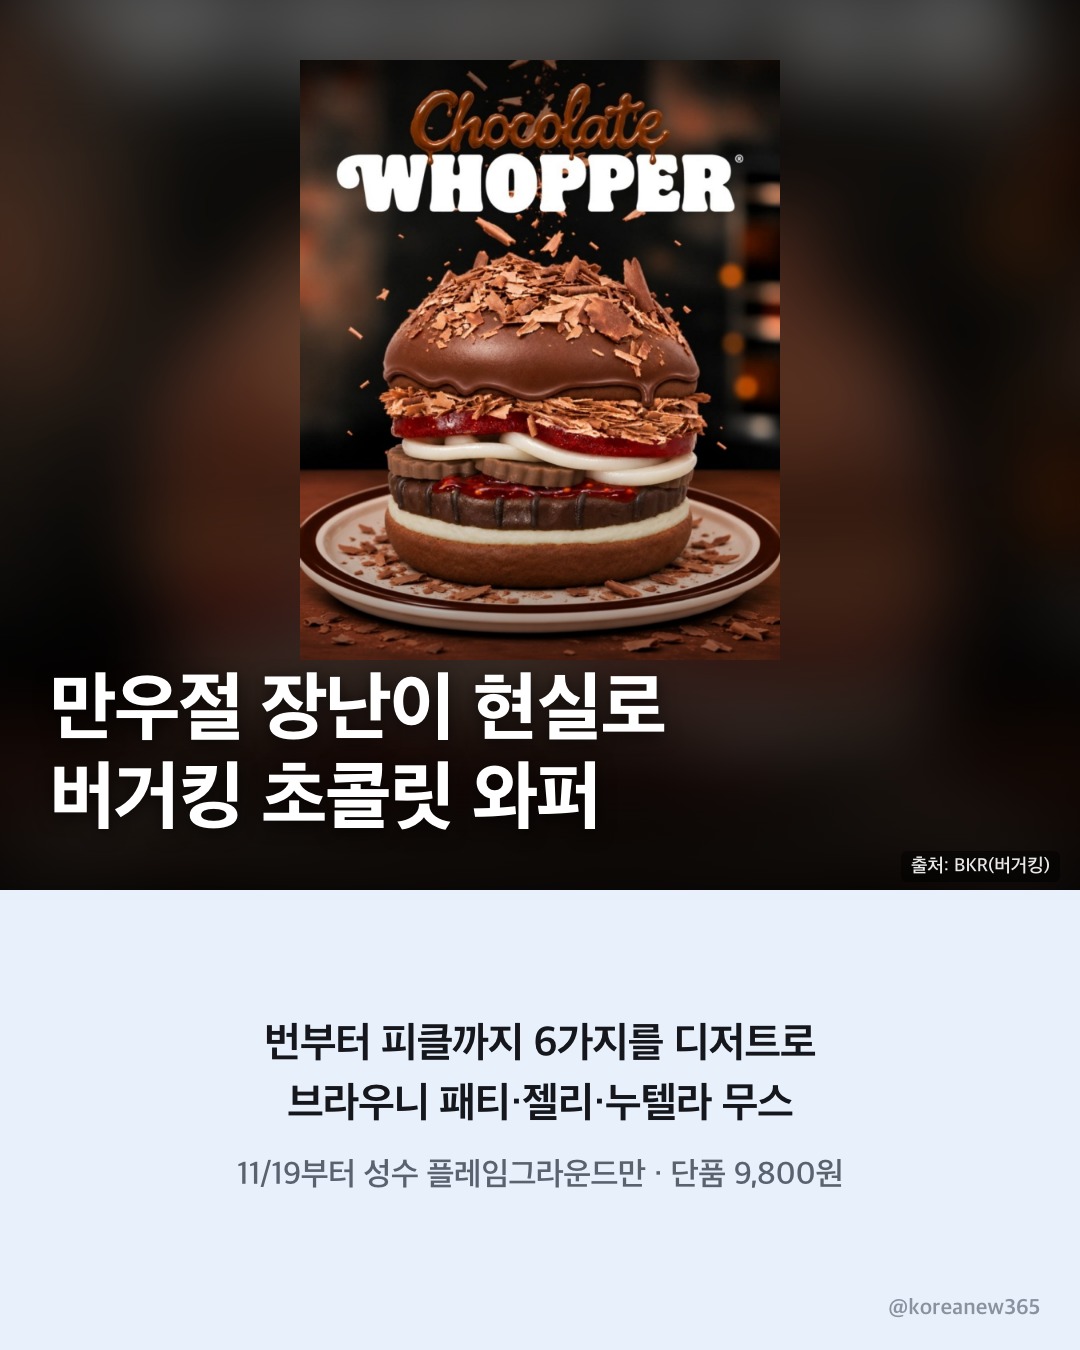 Chocolate
WHOPPER®
만우절 장난이 현실로
버거킹 초콜릿 와퍼
출처: BKR(버거킹)
번부터 피클까지 6가지를 디저트로
브라우니 패티·젤리·누텔라 무스
11/19부터 성수 플레임그라운드만 · 단품 9,800원
@koreanew365